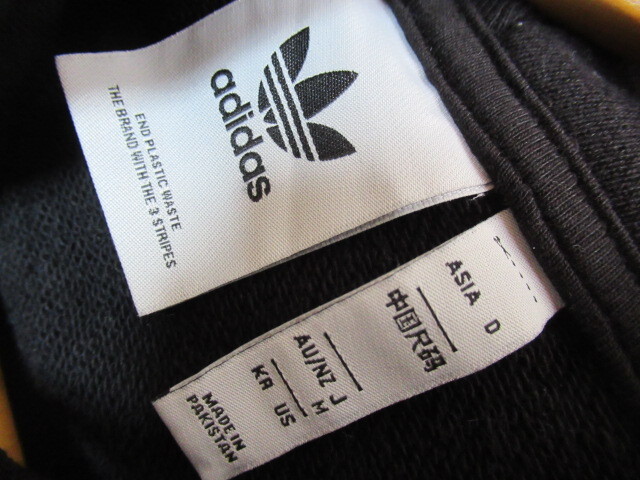 adidas
END PLASTIC WASTE
THE BRAND WITH THE 3 STRIPES
ASIA D
中国尺码
AU/NZ J M
KR US
MADE IN
PAKISTAN